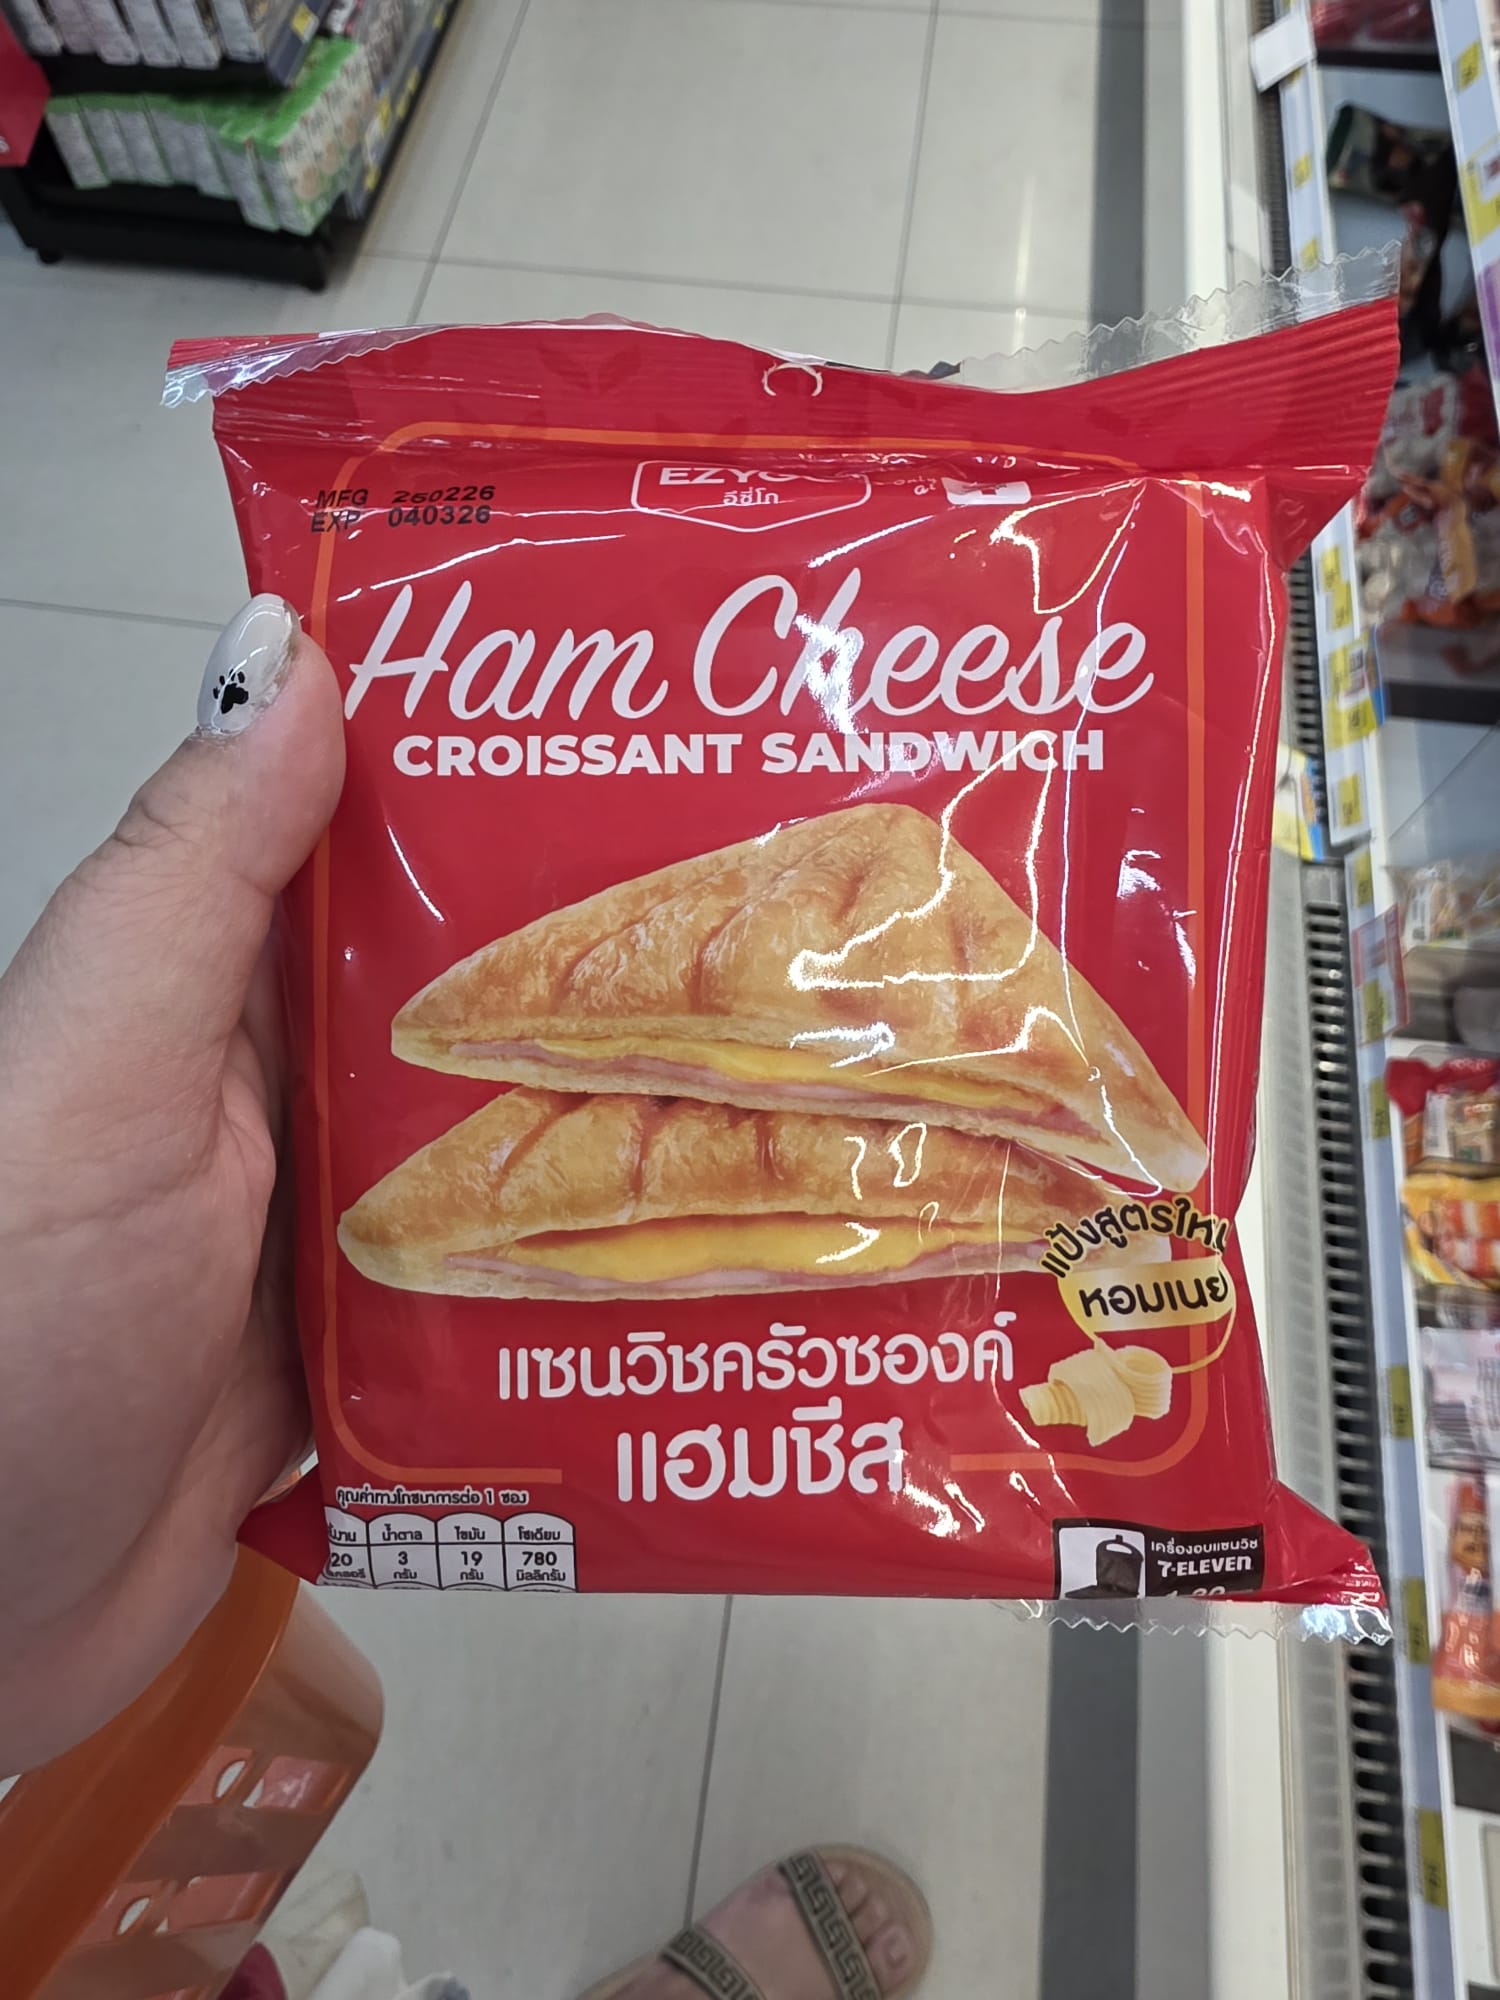 MFG 260226
EXP 040326
EZYGO
อีซี่โก
only at
Ham Cheese
CROISSANT SANDWICH
แป้งสูตรใหม่
หอมเนย
แซนวิชครัวซองค์
แฮมชีส
คุณค่าทางโภชนาการต่อ 1 ซอง
น้ำตาล ไขมัน โซเดียม
20 3 19 780
กรัม กรัม มิลลิกรัม
เครื่องอบแซนวิช
7-ELEVEn